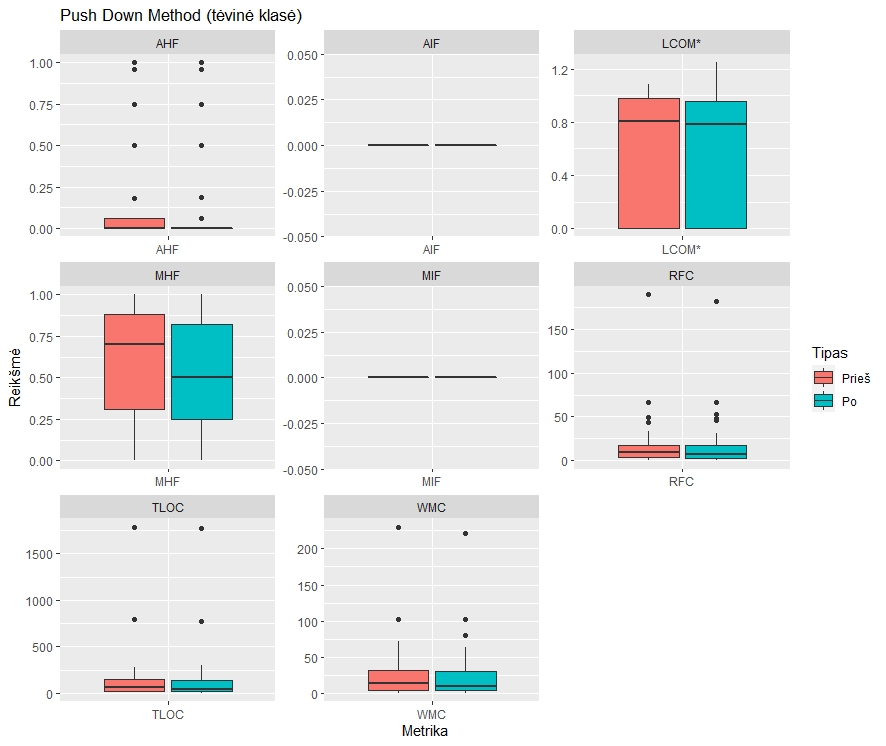 Push Down Method (tėvinė klasė)
AHF AIF LCOM*
1.00
0.75
0.50
0.25
0.00
AHF
0.050
0.025
0.000
-0.025
-0.050
AIF
1.2
0.8
0.4
0.0
LCOM*
MHF MIF RFC
1.00
0.75
0.50
0.25
0.00
MHF
0.050
0.025
0.000
-0.025
-0.050
MIF
150
100
50
0
RFC
TLOC WMC
1500
1000
500
0
TLOC
200
150
100
50
0
WMC
Reikšmė
Metrika
Tipas
Prieš
Po